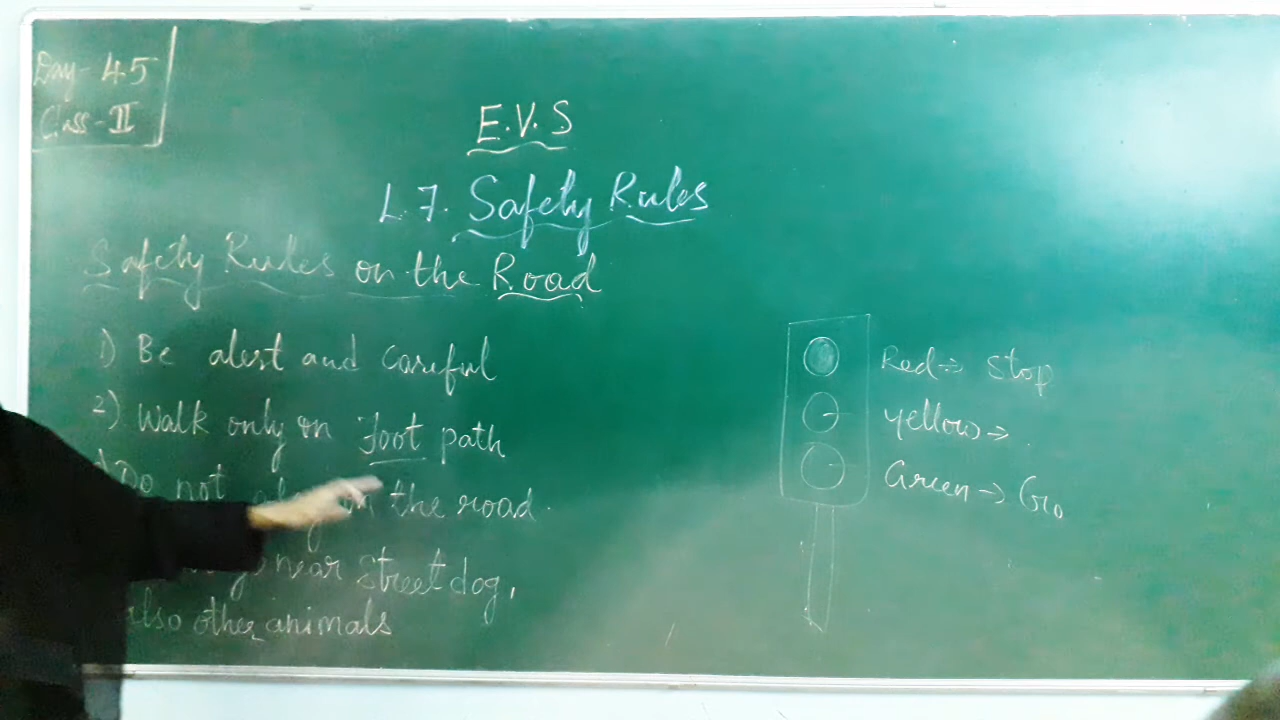 Day - 45
Class - II
E.V.S
L.7. Safety Rules
Safety Rules on the Road
1) Be alert and careful
2) Walk only on Foot path
Do not on the road.
near street dog,
also other animals
Red → Stop
Yellow →
Green → Go